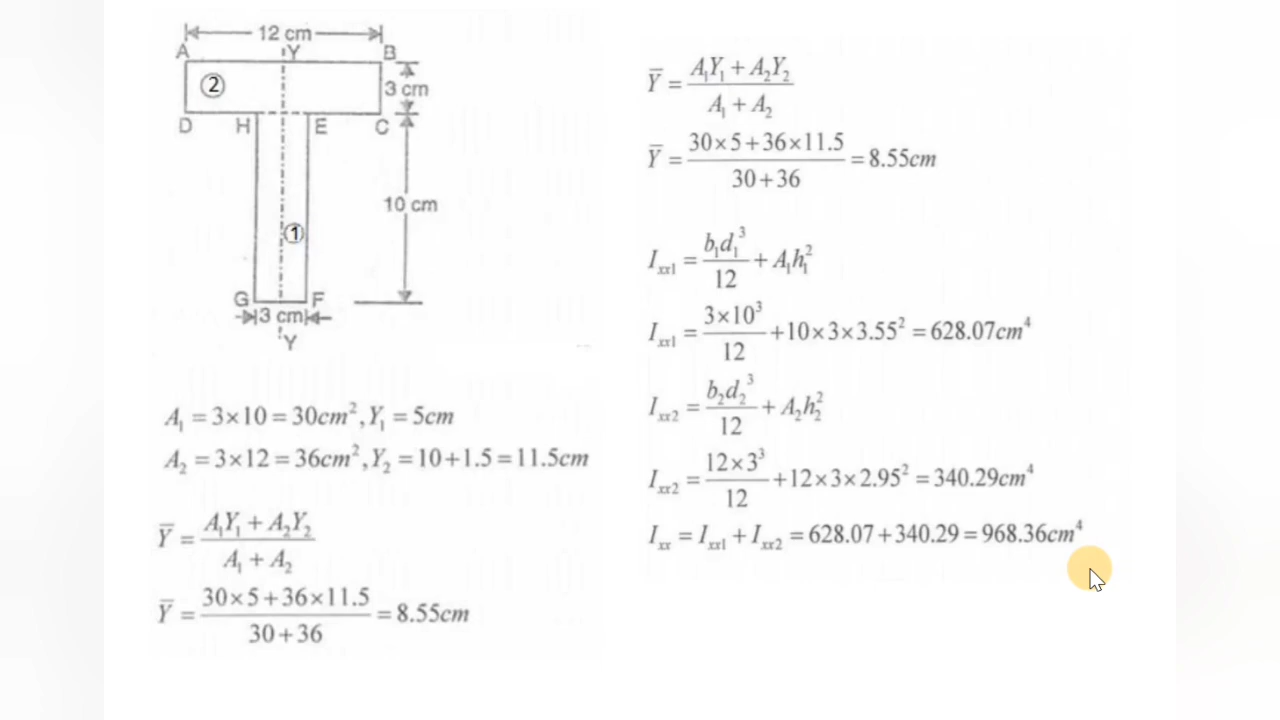 12 cm
A Y B
②
3 cm
D H E C
10 cm
①
G F
3 cm
Y
A₁ = 3×10 = 30cm², Y₁ = 5cm
A₂ = 3×12 = 36cm², Y₂ = 10+1.5 = 11.5cm
Ȳ = (A₁Y₁ + A₂Y₂) / (A₁ + A₂)
Ȳ = (30×5+36×11.5) / (30+36) = 8.55cm
Ȳ = (A₁Y₁ + A₂Y₂) / (A₁ + A₂)
Ȳ = (30×5+36×11.5) / (30+36) = 8.55cm
Iₓₓ₁ = b₁d₁³ / 12 + A₁h₁²
Iₓₓ₁ = 3×10³ / 12 +10×3×3.55² = 628.07cm⁴
Iₓₓ₂ = b₂d₂³ / 12 + A₂h₂²
Iₓₓ₂ = 12×3³ / 12 +12×3×2.95² = 340.29cm⁴
Iₓₓ = Iₓₓ₁ + Iₓₓ₂ = 628.07+340.29 = 968.36cm⁴